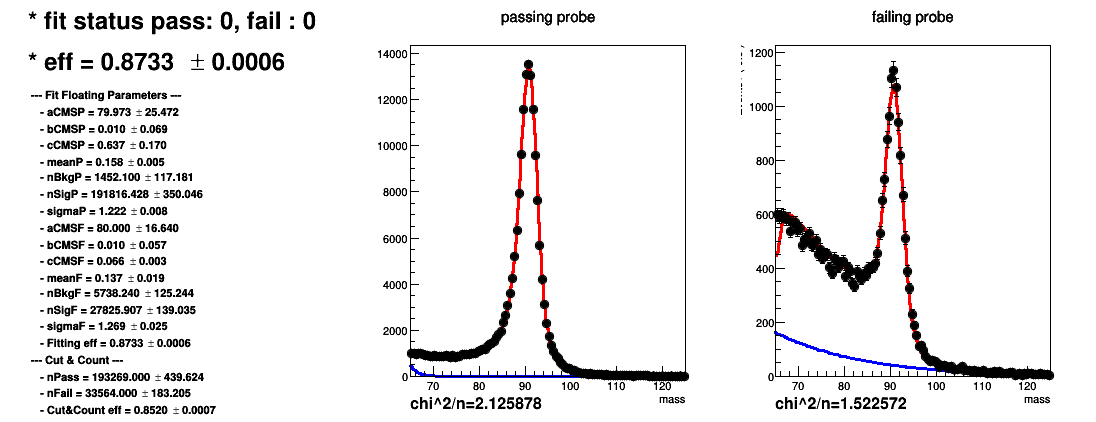 * fit status pass: 0, fail : 0
* eff = 0.8733 ± 0.0006
--- Fit Floating Parameters ---
- aCMSP = 79.973 ± 25.472
- bCMSP = 0.010 ± 0.069
- cCMSP = 0.637 ± 0.170
- meanP = 0.158 ± 0.005
- nBkgP = 1452.100 ± 117.181
- nSigP = 191816.428 ± 350.046
- sigmaP = 1.222 ± 0.008
- aCMSF = 80.000 ± 16.640
- bCMSF = 0.010 ± 0.057
- cCMSF = 0.066 ± 0.003
- meanF = 0.137 ± 0.019
- nBkgF = 5738.240 ± 125.244
- nSigF = 27825.907 ± 139.035
- sigmaF = 1.269 ± 0.025
- Fitting eff = 0.8733 ± 0.0006
--- Cut & Count ---
- nPass = 193269.000 ± 439.624
- nFail = 33564.000 ± 183.205
- Cut&Count eff = 0.8520 ± 0.0007
passing probe
14000
12000
10000
8000
6000
4000
2000
0
70 80 90 100 110 120
mass
chi^2/n=2.125878
failing probe
1200
1000
800
600
400
200
0
70 80 90 100 110 120
mass
chi^2/n=1.522572